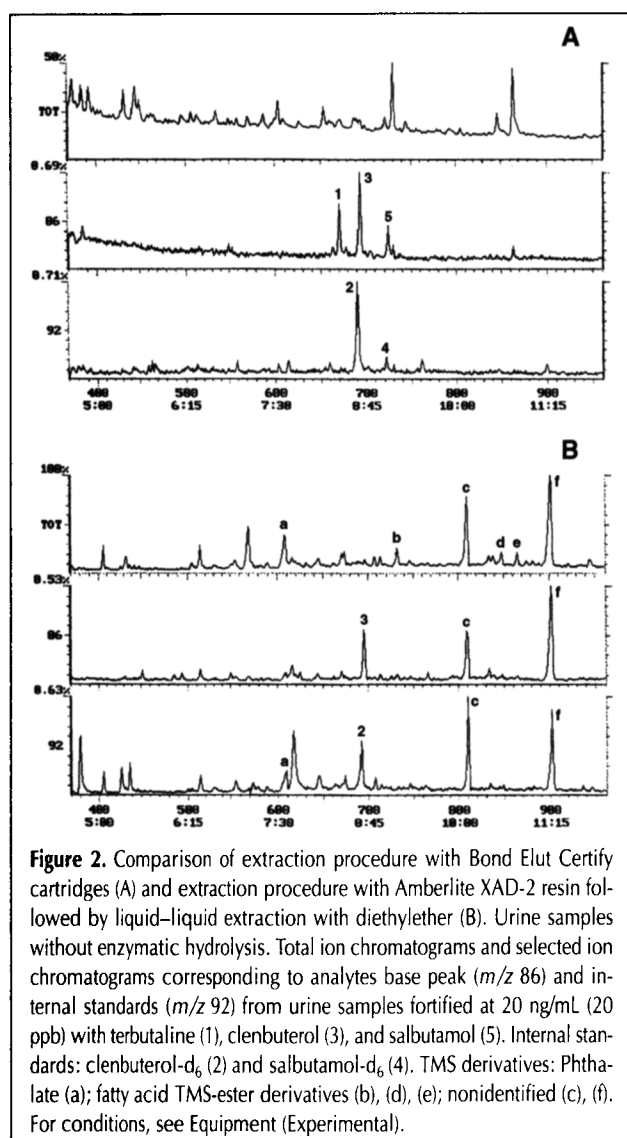 A
50%
TOT
0.69%
1
3
86
5
0.71%
2
92
4
400 500 600 700 800 900
5:00 6:15 7:30 8:45 10:00 11:15
B
100%
c
f
TOT
a
b
d
e
0.53%
f
3
86
c
0.63%
c
f
92
2
a
400 500 600 700 800 900
5:00 6:15 7:30 8:45 10:00 11:15
Figure 2. Comparison of extraction procedure with Bond Elut Certify
cartridges (A) and extraction procedure with Amberlite XAD-2 resin fol-
lowed by liquid–liquid extraction with diethylether (B). Urine samples
without enzymatic hydrolysis. Total ion chromatograms and selected ion
chromatograms corresponding to analytes base peak (m/z 86) and in-
ternal standards (m/z 92) from urine samples fortified at 20 ng/mL (20
ppb) with terbutaline (1), clenbuterol (3), and salbutamol (5). Internal stan-
dards: clenbuterol-d6 (2) and salbutamol-d6 (4). TMS derivatives: Phtha-
late (a); fatty acid TMS-ester derivatives (b), (d), (e); nonidentified (c), (f).
For conditions, see Equipment (Experimental).